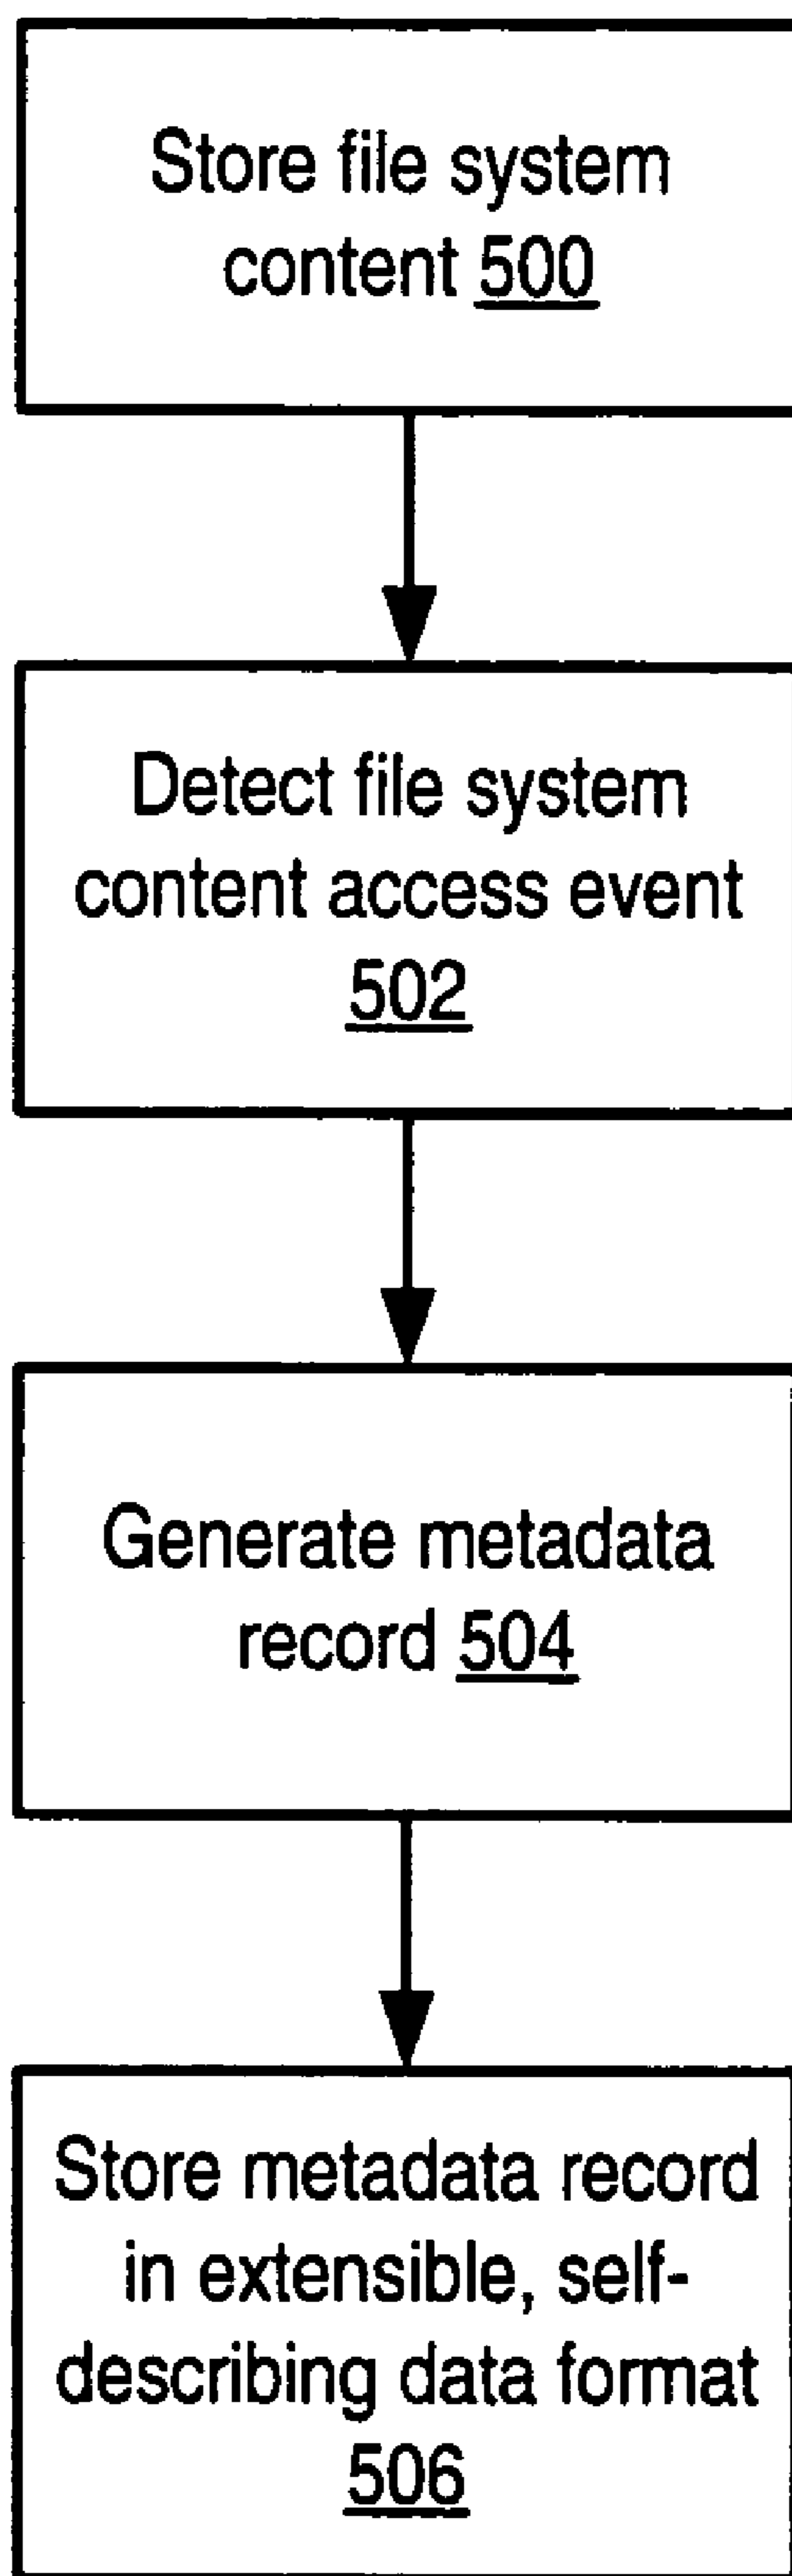 Store file system
content 500
Detect file system
content access event
502
Generate metadata
record 504
Store metadata record
in extensible, self-
describing data format
506